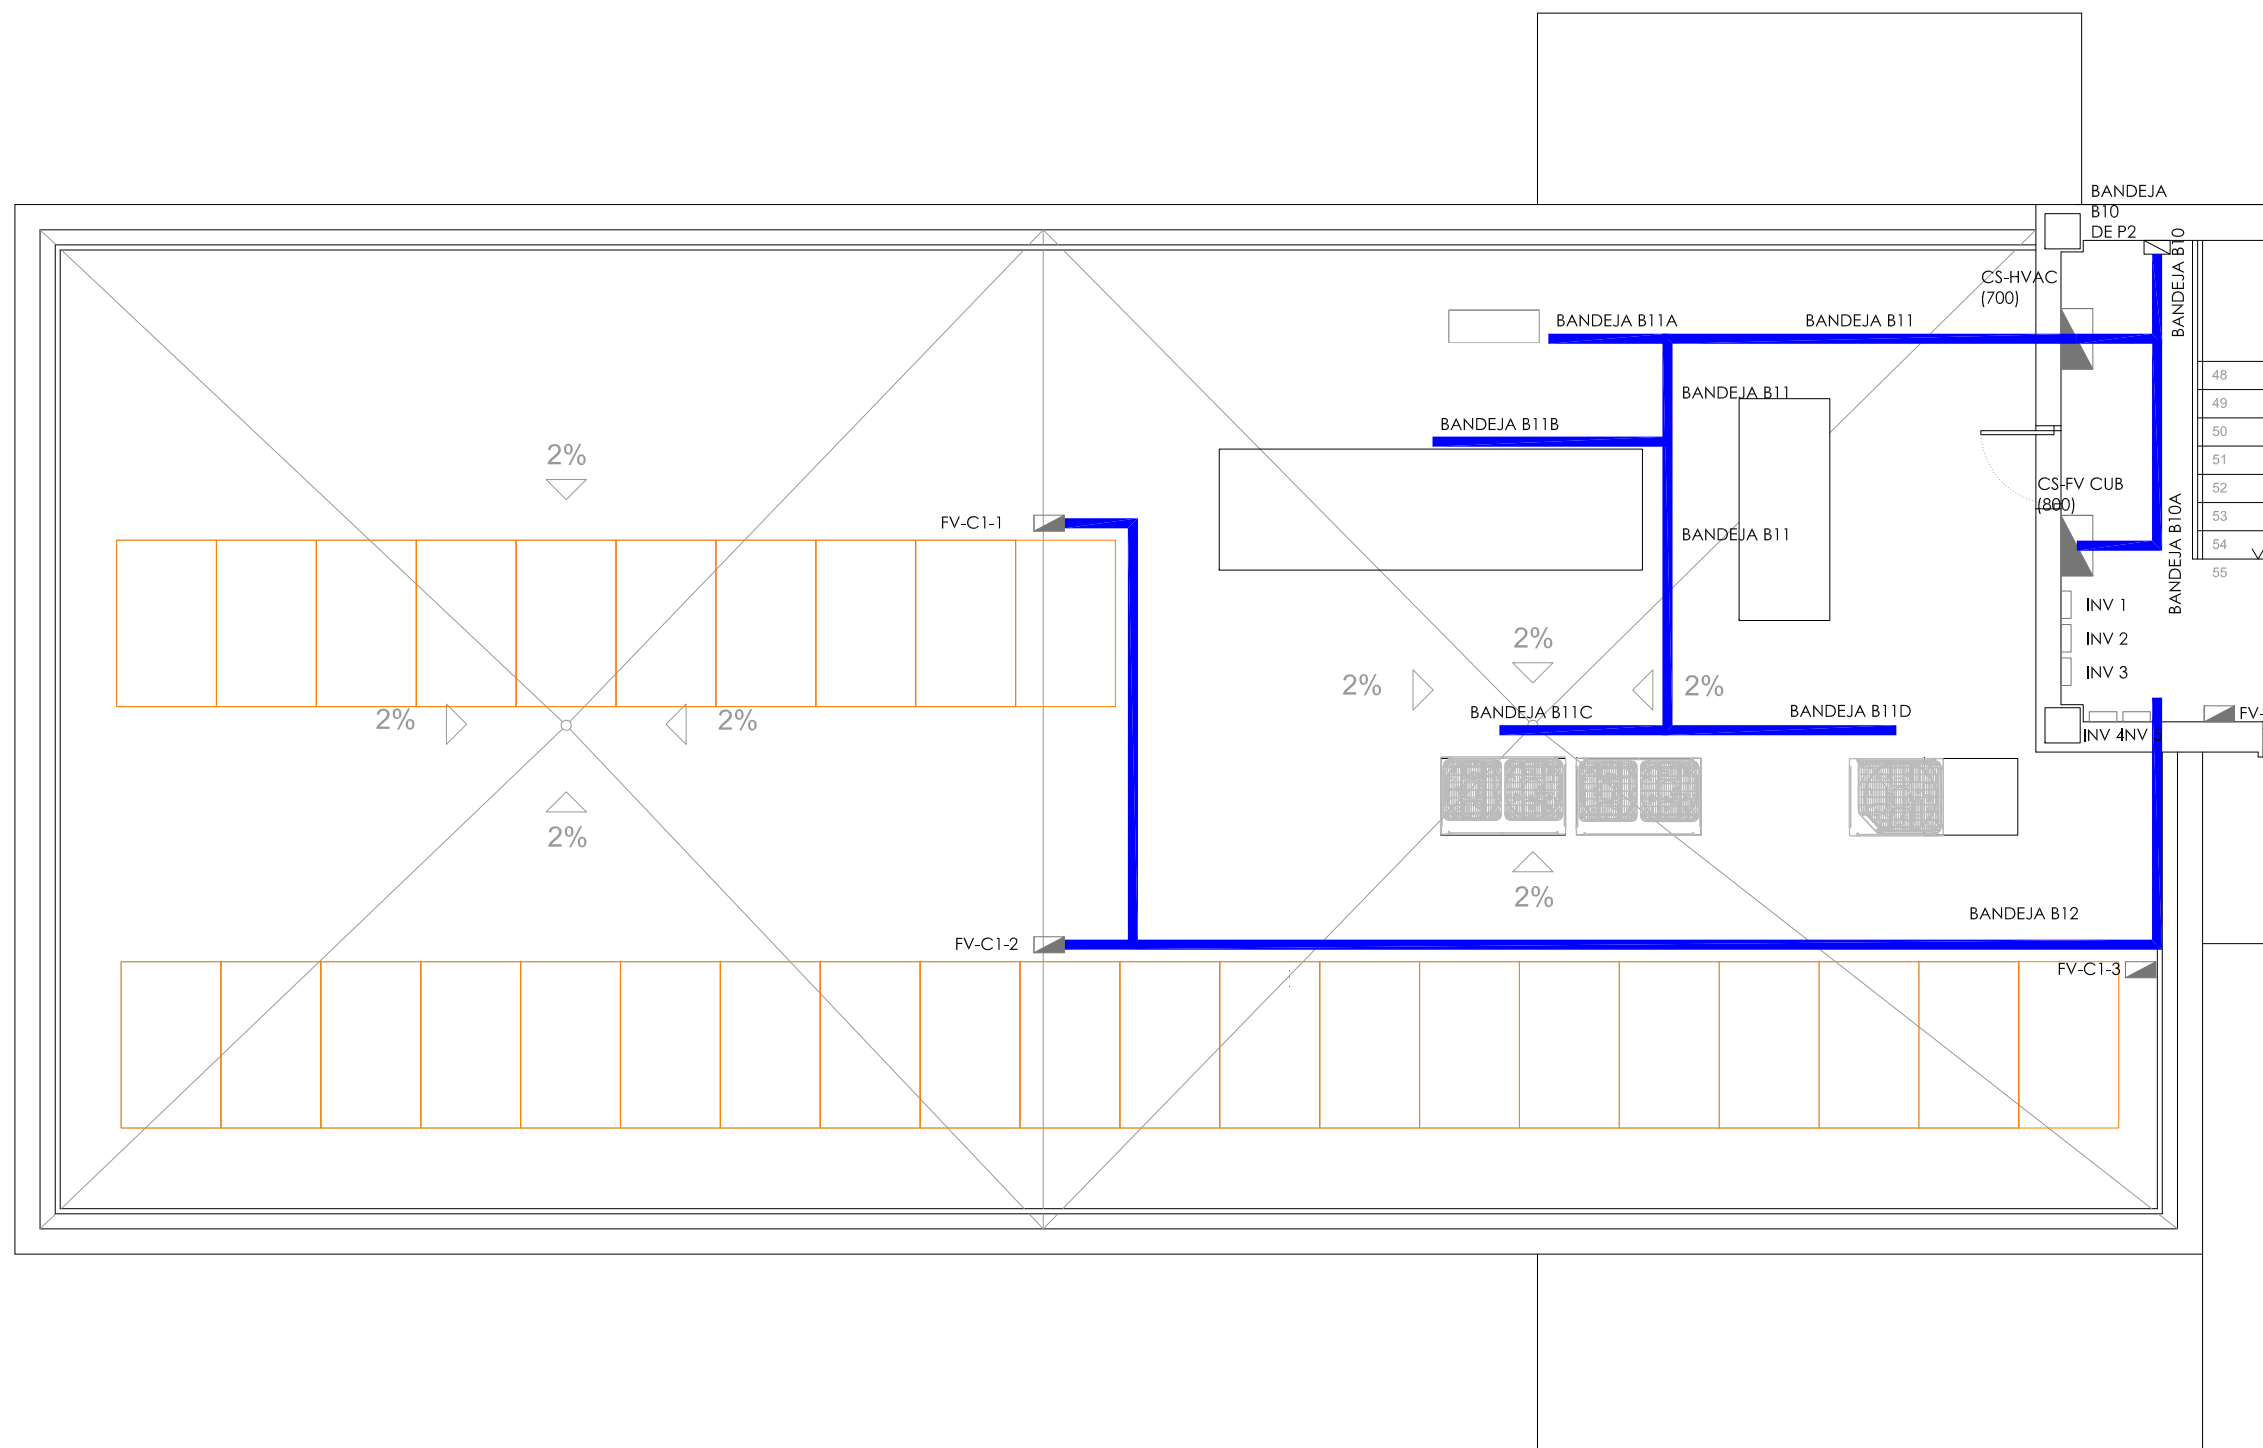 BANDEJA
B10
DE P2
BANDEJA B10
CS-HVAC
(700)
BANDEJA B11A
BANDEJA B11
BANDEJA B11
BANDEJA B11B
BANDEJA B11
48
49
50
51
52
53
54
55
2%
CS-FV CUB
(800)
BANDEJA B10A
FV-C1-1
INV 1
INV 2
INV 3
2%
2%
2%
2%
2%
BANDEJA B11C
BANDEJA B11D
FV-
INV 4
INV
2%
2%
BANDEJA B12
FV-C1-2
FV-C1-3